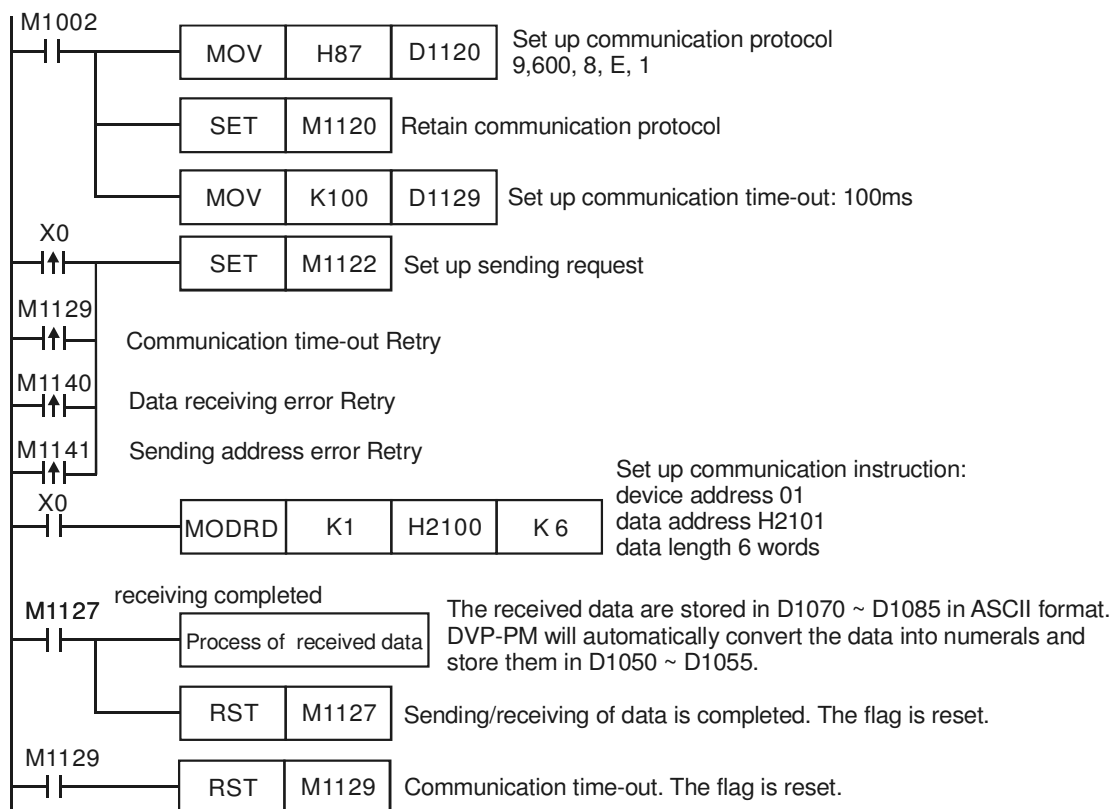 M1002
MOV H87 D1120
Set up communication protocol
9,600, 8, E, 1
SET M1120
Retain communication protocol
MOV K100 D1129
Set up communication time-out: 100ms
X0
SET M1122
Set up sending request
M1129
Communication time-out Retry
M1140
Data receiving error Retry
M1141
Sending address error Retry
X0
MODRD K1 H2100 K 6
Set up communication instruction:
device address 01
data address H2101
data length 6 words
M1127
receiving completed
Process of received data
The received data are stored in D1070 ~ D1085 in ASCII format.
DVP-PM will automatically convert the data into numerals and
store them in D1050 ~ D1055.
RST M1127
Sending/receiving of data is completed. The flag is reset.
M1129
RST M1129
Communication time-out. The flag is reset.